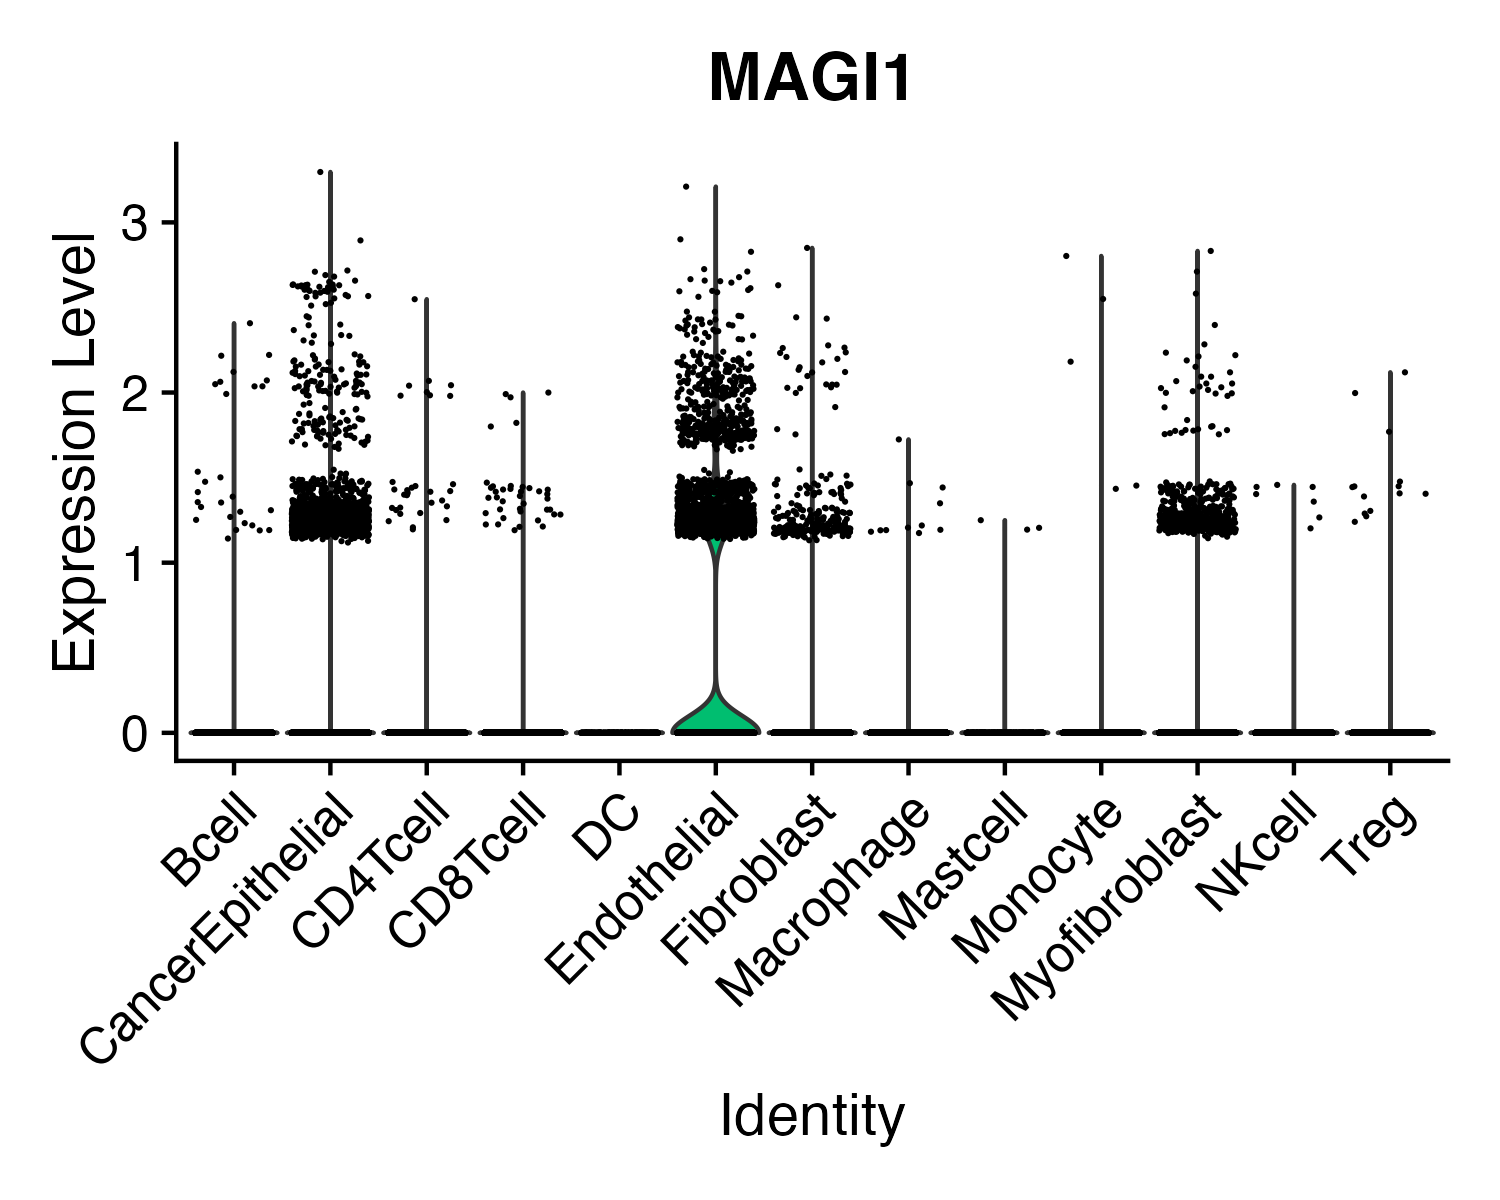 MAGI1
Expression Level
3
2
1
0
Bcell
CancerEpithelial
CD4Tcell
CD8Tcell
DC
Endothelial
Fibroblast
Macrophage
Mastcell
Monocyte
Myofibroblast
NKcell
Treg
Identity